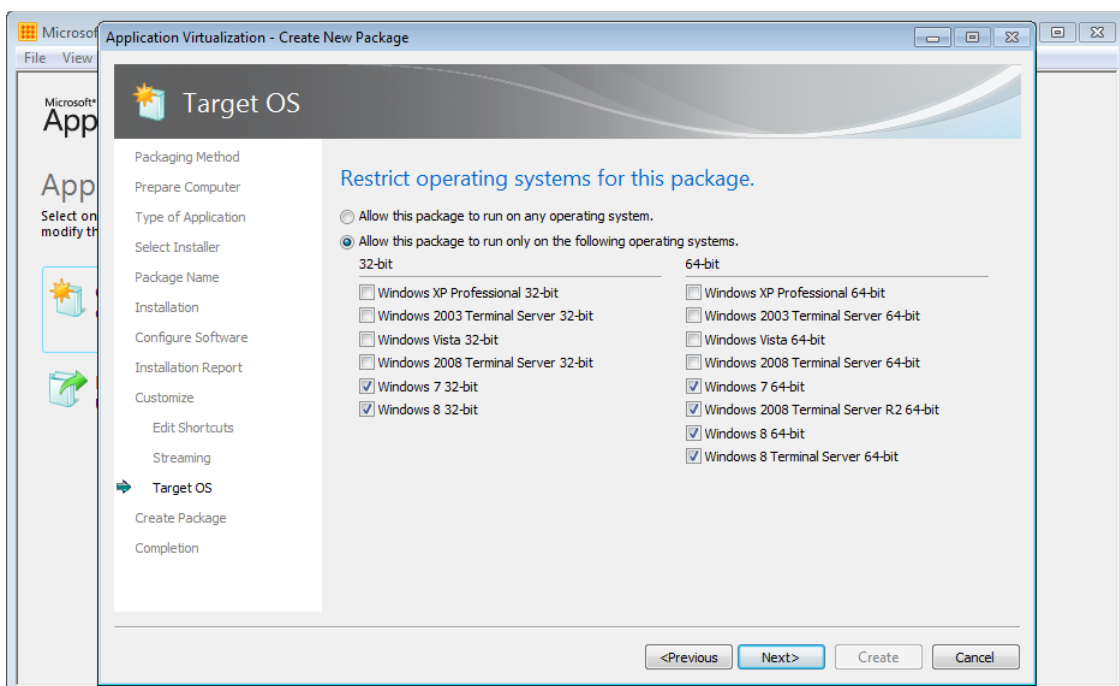 Microsof
Application Virtualization - Create New Package
File View
Target OS
Microsoft
App
App
Select on
modify th
Packaging Method
Prepare Computer
Type of Application
Select Installer
Package Name
Installation
Configure Software
Installation Report
Customize
Edit Shortcuts
Streaming
Target OS
Create Package
Completion
Restrict operating systems for this package.
Allow this package to run on any operating system.
Allow this package to run only on the following operating systems.
32-bit
Windows XP Professional 32-bit
Windows 2003 Terminal Server 32-bit
Windows Vista 32-bit
Windows 2008 Terminal Server 32-bit
Windows 7 32-bit
Windows 8 32-bit
64-bit
Windows XP Professional 64-bit
Windows 2003 Terminal Server 64-bit
Windows Vista 64-bit
Windows 2008 Terminal Server 64-bit
Windows 7 64-bit
Windows 2008 Terminal Server R2 64-bit
Windows 8 64-bit
Windows 8 Terminal Server 64-bit
<Previous
Next>
Create
Cancel